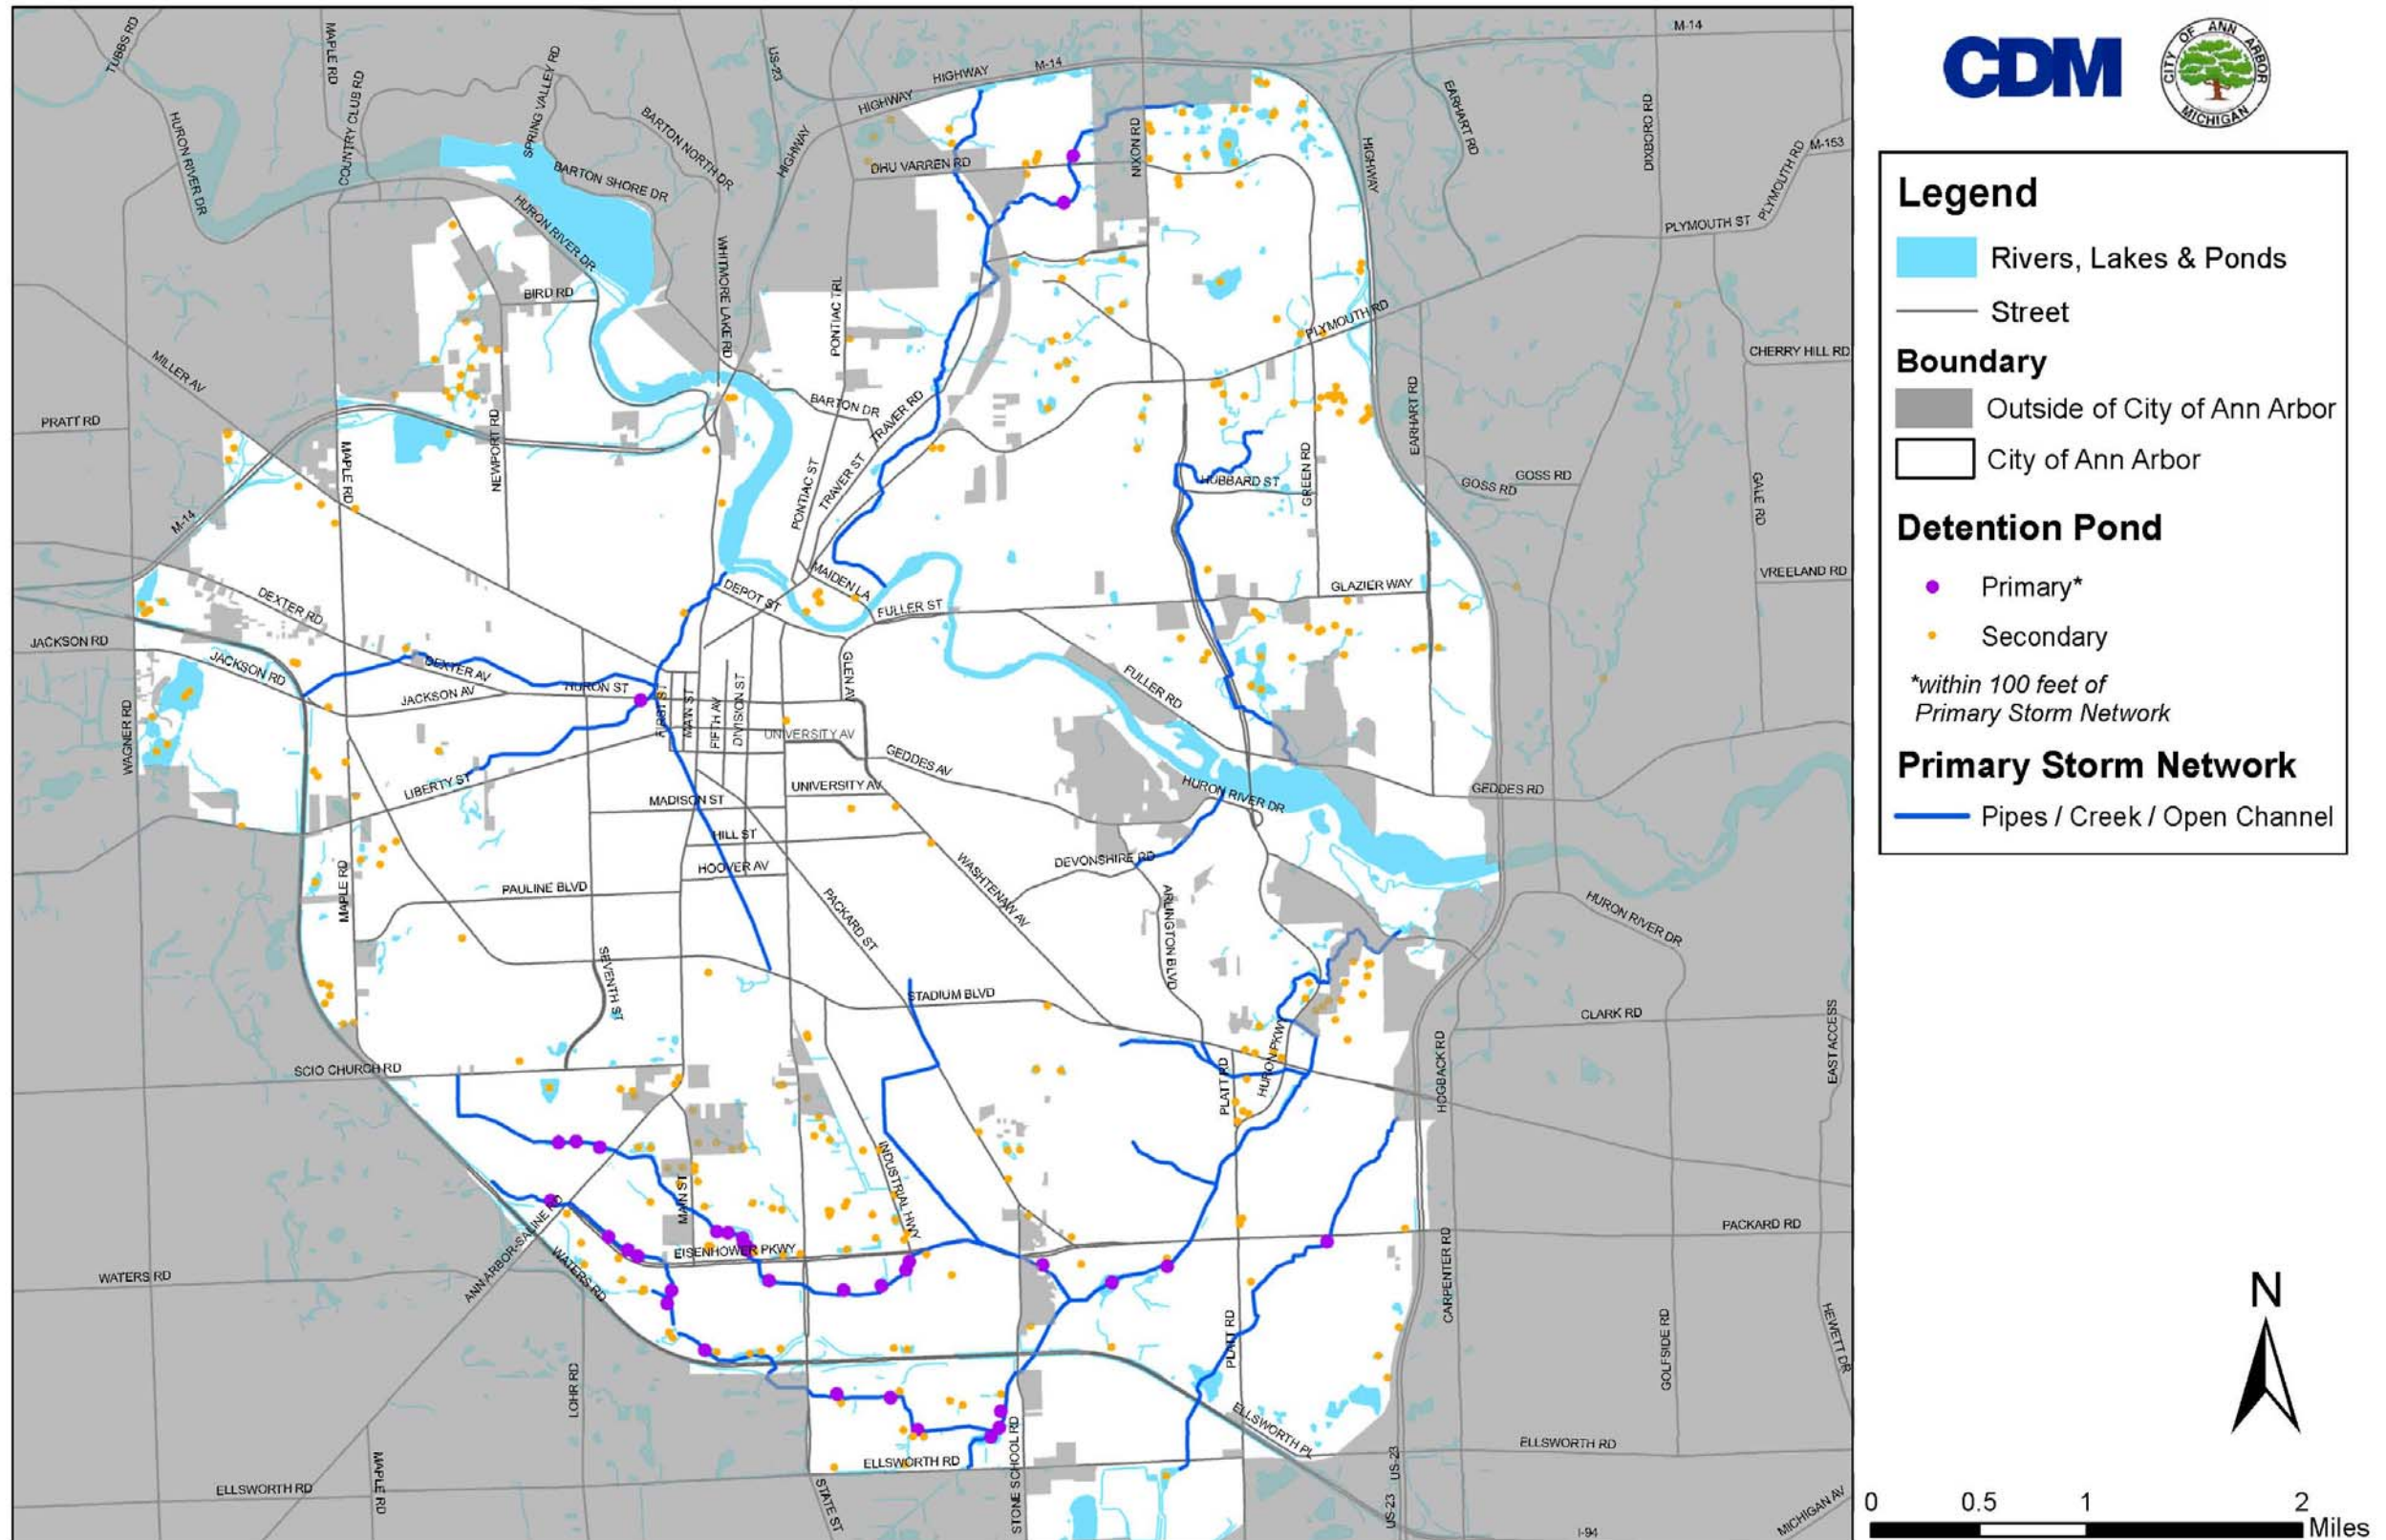 TUBBS RD
MAPLE RD
COUNTRY CLUB RD
SPRING VALLEY RD
US-23
HIGHWAY
M-14
M-14
HIGHWAY
HIGHWAY
BARTON NORTH DR
HURON RIVER DR
BARTON SHORE DR
HURON RIVER DR
DHU VARREN RD
NIXON RD
HIGHWAY
EARHART RD
DIXBORO RD
PLYMOUTH RD
M-153
PLYMOUTH ST
BIRD RD
WHITMORE LAKE RD
PONTIAC TRL
PLYMOUTH RD
CHERRY HILL RD
MILLER AV
PRATT RD
MAPLE RD
NEWPORT RD
BARTON DR
TRAVER RD
EARHART RD
M-14
PONTIAC ST
TRAVER ST
HUBBARD ST
GREEN RD
GOSS RD
GOSS RD
GALE RD
DEXTER RD
DEPOT ST
MAIDEN LA
FULLER ST
GLAZIER WAY
VREELAND RD
JACKSON RD
JACKSON RD
DEXTER AV
JACKSON AV
HURON ST
FIRST ST
MAIN ST
FIFTH AV
DIVISION ST
GLEN AV
FULLER RD
WAGNER RD
UNIVERSITY AV
GEDDES AV
LIBERTY ST
MADISON ST
UNIVERSITY AV
HURON RIVER DR
GEDDES RD
HILL ST
HOOVER AV
DEVONSHIRE RD
MAPLE RD
PAULINE BLVD
PACKARD ST
WASHTENAW AV
ARLINGTON BLVD
HURON RIVER DR
SEVENTH ST
STADIUM BLVD
CLARK RD
EAST ACCESS
SCIO CHURCH RD
PLATT RD
HURON PKWY
HOGBACK RD
INDUSTRIAL HWY
MAIN ST
ANN ARBOR-SALINE RD
WATERS RD
EISENHOWER PKWY
PACKARD RD
WATERS RD
CARPENTER RD
PLATT RD
GOLFSIDE RD
HEWETT DR
LOHR RD
ELLSWORTH PL
ELLSWORTH RD
ELLSWORTH RD
STONE SCHOOL RD
MAPLE RD
ELLSWORTH RD
STATE ST
US-23
US-23
I-94
MICHIGAN AV
CDM
CITY OF ANN ARBOR
MICHIGAN
Legend
Rivers, Lakes & Ponds
Street
Boundary
Outside of City of Ann Arbor
City of Ann Arbor
Detention Pond
Primary*
Secondary
*within 100 feet of
Primary Storm Network
Primary Storm Network
Pipes / Creek / Open Channel
N
0 0.5 1 2
Miles